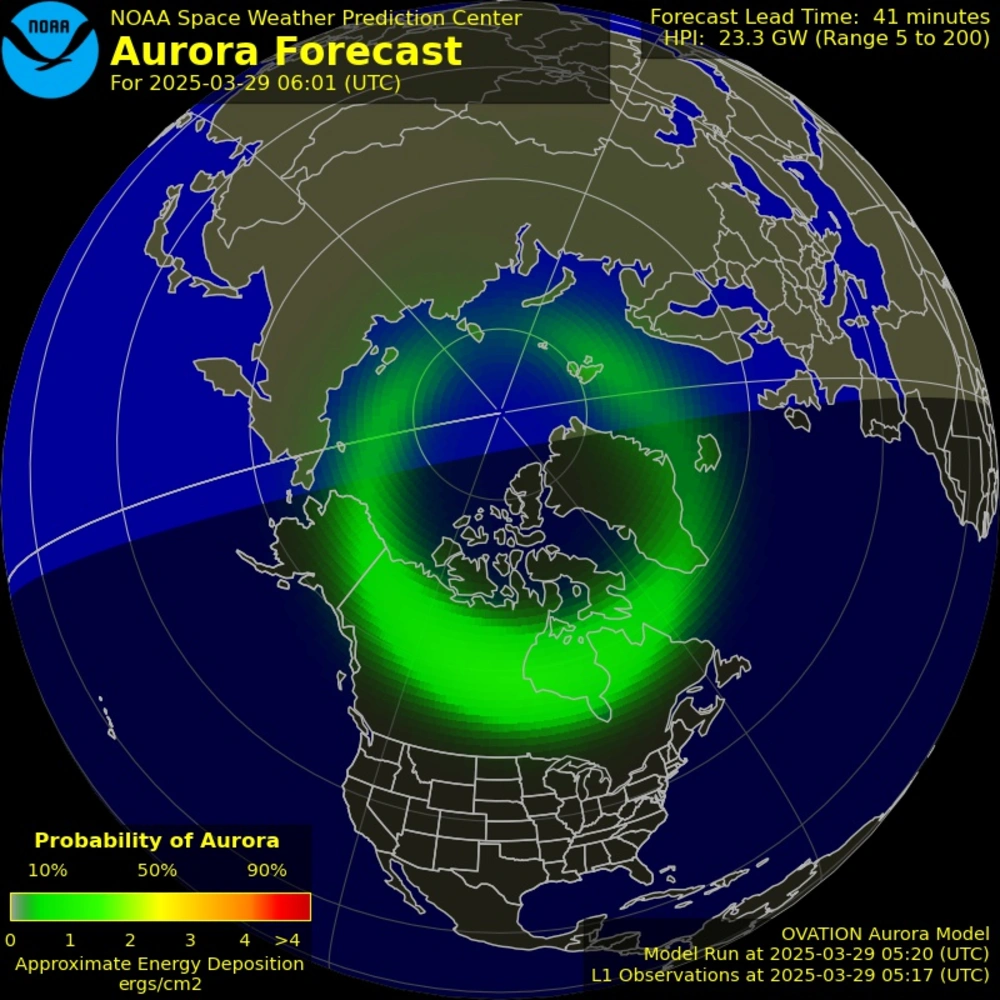 NOAA
NOAA Space Weather Prediction Center
Aurora Forecast
For 2025-03-29 06:01 (UTC)
Forecast Lead Time: 41 minutes
HPI: 23.3 GW (Range 5 to 200)
Probability of Aurora
10% 50% 90%
0 1 2 3 4 >4
Approximate Energy Deposition
ergs/cm2
OVATION Aurora Model
Model Run at 2025-03-29 05:20 (UTC)
L1 Observations at 2025-03-29 05:17 (UTC)